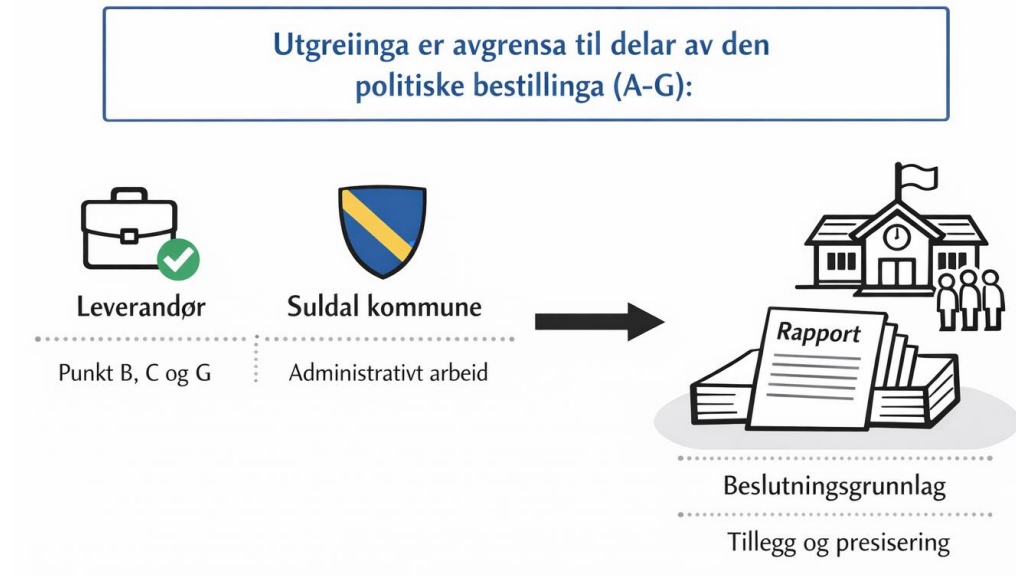 Utgreiinga er avgrensa til delar av den
politiske bestillinga (A-G):
Leverandør
Punkt B, C og G
Suldal kommune
Administrativt arbeid
Rapport
Beslutningsgrunnlag
Tillegg og presisering